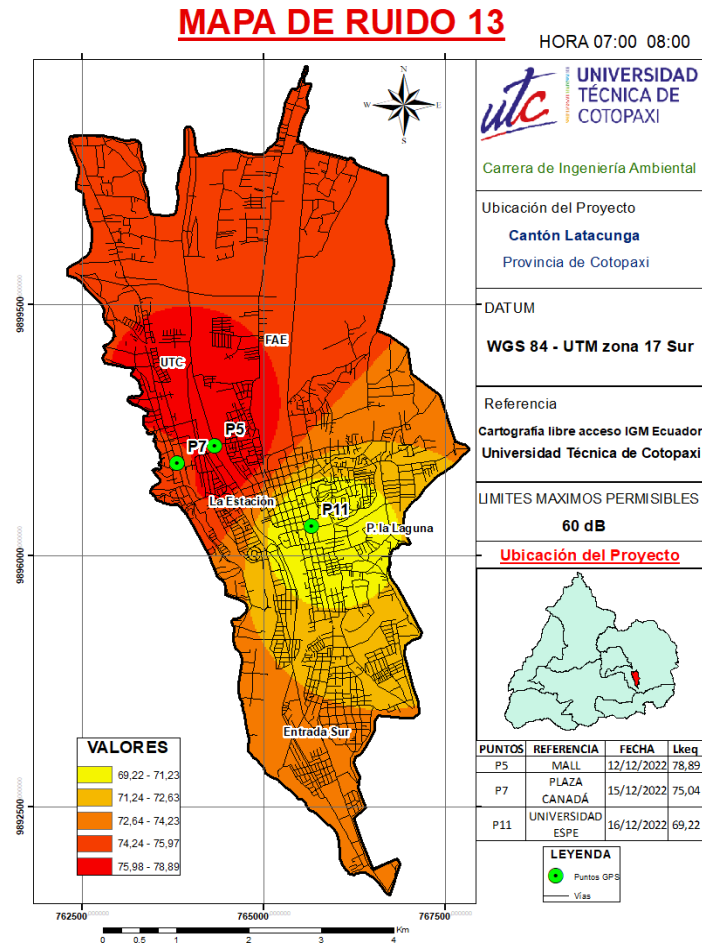 MAPA DE RUIDO 13
HORA 07:00 08:00
N
W
E
S
utc
UNIVERSIDAD
TÉCNICA DE
COTOPAXI
Carrera de Ingeniería Ambiental
Ubicación del Proyecto
Cantón Latacunga
Provincia de Cotopaxi
DATUM
WGS 84 - UTM zona 17 Sur
Referencia
Cartografía libre acceso IGM Ecuador
Universidad Técnica de Cotopaxi
LIMITES MAXIMOS PERMISIBLES
60 dB
Ubicación del Proyecto
PUNTOS REFERENCIA FECHA Lkeq
P5 MALL 12/12/2022 78,89
P7 PLAZA CANADÁ 15/12/2022 75,04
P11 UNIVERSIDAD ESPE 16/12/2022 69,22
LEYENDA
Puntos GPS
Vías
FAE
UTC
P5
P7
La Estación
P11
P. la Laguna
Entrada Sur
VALORES
69,22 - 71,23
71,24 - 72,63
72,64 - 74,23
74,24 - 75,97
75,98 - 78,89
9899500,000000
9896000,000000
9892500,000000
762500,000000
765000,000000
767500,000000
0 0.5 1 2 3 4
Km